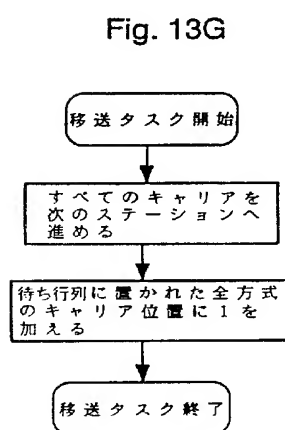 Fig. 13G
移送タスク開始
すべてのキャリアを
次のステーションへ
進める
待ち行列に置かれた全方式
のキャリア位置に1を
加える
移送タスク終了